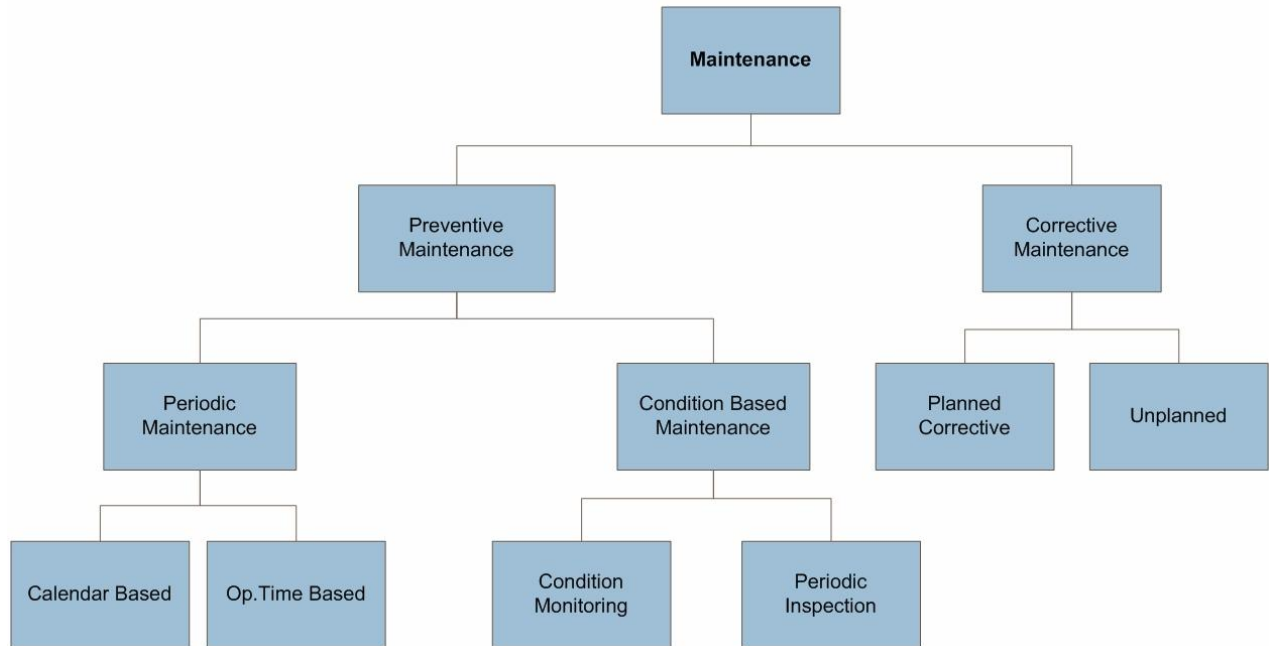 Maintenance
Preventive
Maintenance
Corrective
Maintenance
Periodic
Maintenance
Condition Based
Maintenance
Planned
Corrective
Unplanned
Calendar Based
Op.Time Based
Condition
Monitoring
Periodic
Inspection